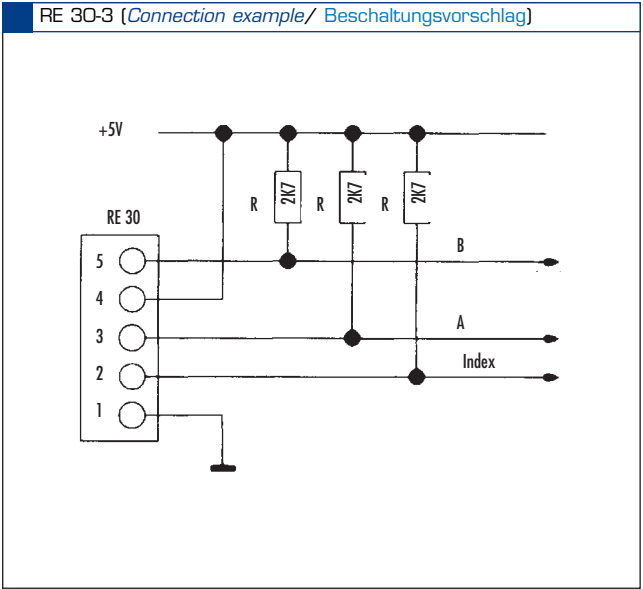 RE 30-3 (Connection example/ Beschaltungsvorschlag)
+5V
R 2K7 R 2K7 R 2K7
RE 30
5 B
4
3 A
2 Index
1